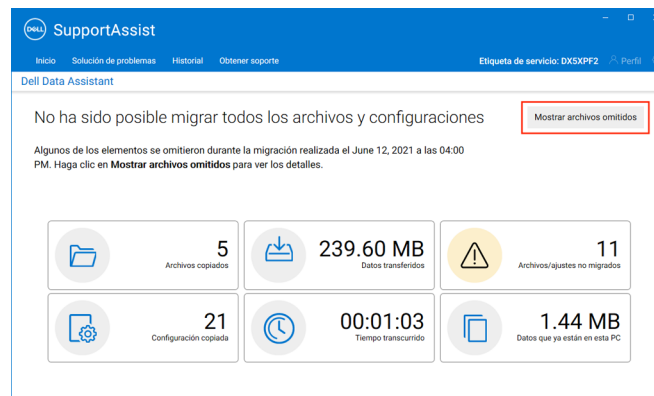 DELL SupportAssist
Inicio Solución de problemas Historial Obtener soporte Etiqueta de servicio: DX5XPF2 Perfil
Dell Data Assistant
No ha sido posible migrar todos los archivos y configuraciones
Mostrar archivos omitidos
Algunos de los elementos se omitieron durante la migración realizada el June 12, 2021 a las 04:00
PM. Haga clic en Mostrar archivos omitidos para ver los detalles.
5
Archivos copiados
239.60 MB
Datos transferidos
11
Archivos/ajustes no migrados
21
Configuración copiada
00:01:03
Tiempo transcurrido
1.44 MB
Datos que ya están en esta PC